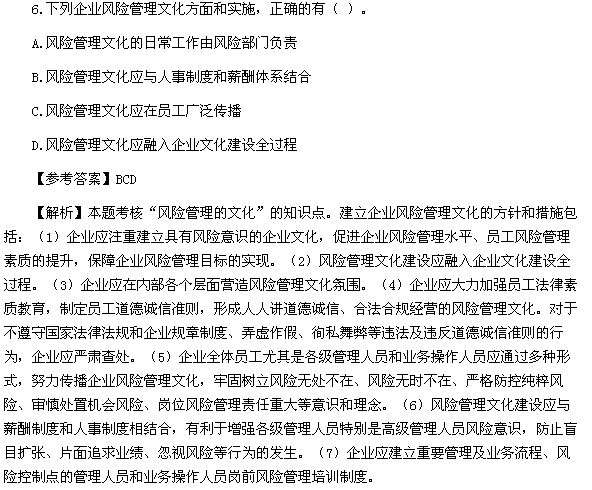 6.下列企业风险管理文化方面和实施，正确的有（ ）。
A.风险管理文化的日常工作由风险部门负责
B.风险管理文化应与人事制度和薪酬体系结合
C.风险管理文化应在员工广泛传播
D.风险管理文化应融入企业文化建设全过程
【参考答案】BCD
【解析】本题考核“风险管理的文化”的知识点。建立企业风险管理文化的方针和措施包
括：（1）企业应注重建立具有风险意识的企业文化，促进企业风险管理水平、员工风险管理
素质的提升，保障企业风险管理目标的实现。（2）风险管理文化建设应融入企业文化建设全
过程。（3）企业应在内部各个层面营造风险管理文化氛围。（4）企业应大力加强员工法律素
质教育，制定员工道德诚信准则，形成人人讲道德诚信、合法合规经营的风险管理文化。对于
不遵守国家法律法规和企业规章制度、弄虚作假、徇私舞弊等违法及违反道德诚信准则的行
为，企业应严肃查处。（5）企业全体员工尤其是各级管理人员和业务操作人员应通过多种形
式，努力传播企业风险管理文化，牢固树立风险无处不在、风险无时不在、严格防控纯粹风
险、审慎处置机会风险、岗位风险管理责任重大等意识和理念。（6）风险管理文化建设应与
薪酬制度和人事制度相结合，有利于增强各级管理人员特别是高级管理人员风险意识，防止盲
目扩张、片面追求业绩、忽视风险等行为的发生。（7）企业应建立重要管理及业务流程、风
险控制点的管理人员和业务操作人员岗前风险管理培训制度。